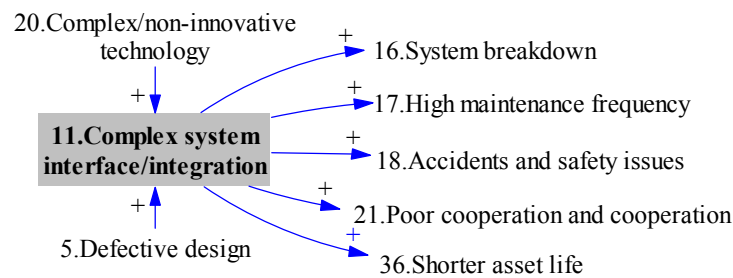 20.Complex/non-innovative
technology
+
11.Complex system
interface/integration
+
5.Defective design
+
16.System breakdown
+
17.High maintenance frequency
+
18.Accidents and safety issues
+
21.Poor cooperation and cooperation
+
36.Shorter asset life